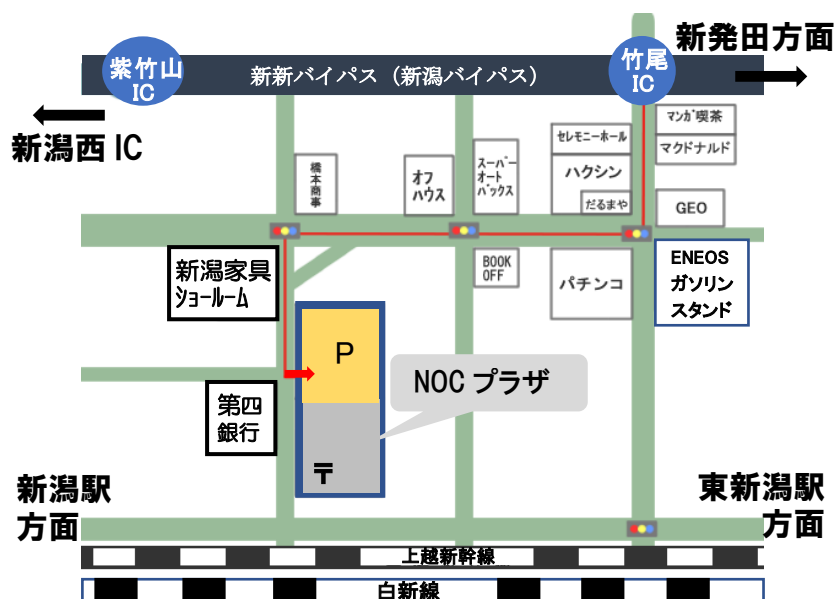 新発田方面
紫竹山
IC
新新バイパス（新潟バイパス）
竹尾
IC
新潟西 IC
マンガ喫茶
マクドナルド
セレモニーホール
ハクシン
だるまや
スーパー
オート
バックス
オフ
ハウス
橋本商事
GEO
新潟家具
ショールーム
BOOK
OFF
パチンコ
ENEOS
ガソリン
スタンド
P
NOC プラザ
第四
銀行
〒
新潟駅
方面
東新潟駅
方面
上越新幹線
白新線